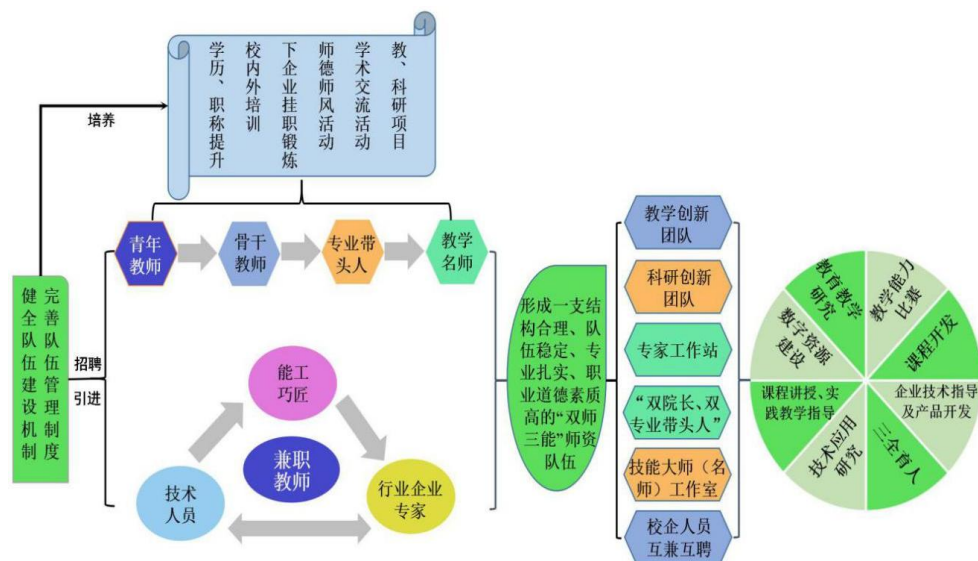 学历、职称提升
校内外培训
下企业挂职锻炼
师德师风活动
学术交流活动
教、科研项目
培养
青年
教师
骨干
教师
专业带
头人
教学
名师
健全队伍建设机制
完善队伍管理制度
招聘
引进
能工
巧匠
兼职
教师
技术
人员
行业企业
专家
形成一支结
构合理、队
伍稳定、专
业扎实、职
业道德素质
高的“双师
三能”师资
队伍
教学创新
团队
科研创新
团队
专家工作站
“双院长、双
专业带头人”
技能大师（名
师）工作室
校企人员
互兼互聘
教育教学
研究
教学能力
比赛
数字资源
建设
课程开发
课程讲授、实
践教学指导
企业技术指导
及产品开发
技术应用
研究
三全育人